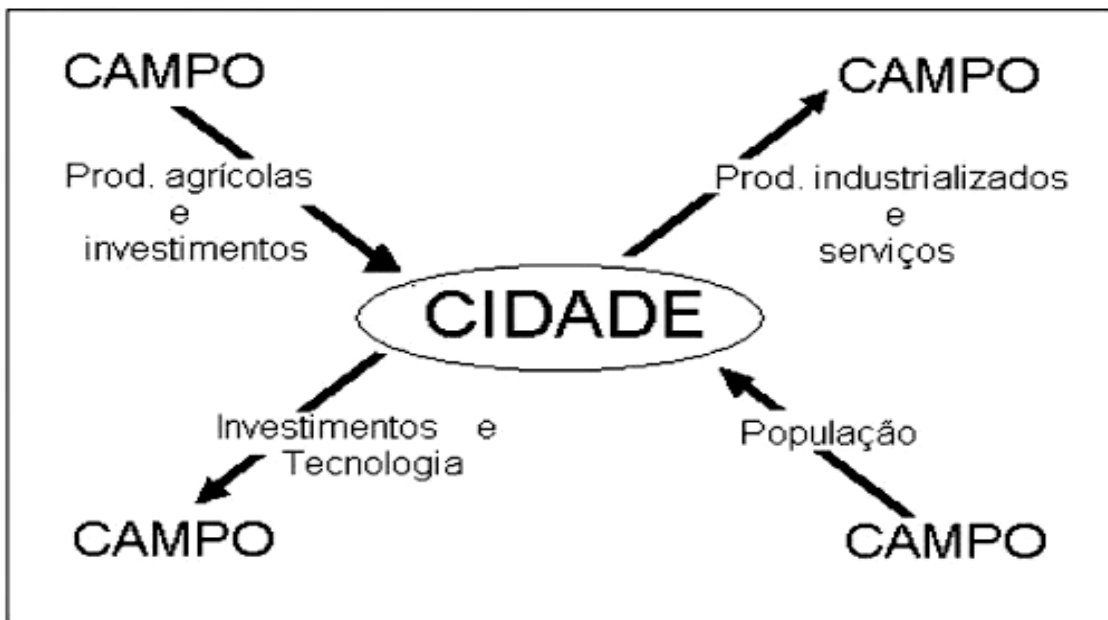 CAMPO
CAMPO
Prod. agrícolas
e
investimentos
Prod. industrializados
e
serviços
CIDADE
Investimentos e
Tecnologia
População
CAMPO
CAMPO